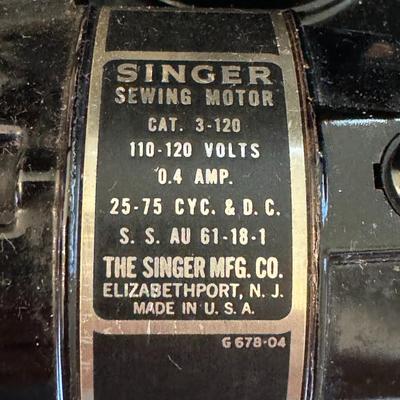 SINGER
SEWING MOTOR
CAT. 3-120
110-120 VOLTS
0.4 AMP.
25-75 CYC. & D.C.
S. S. AU 61-18-1
THE SINGER MFG. CO.
ELIZABETHPORT, N. J.
MADE IN U. S. A.
G 678-04